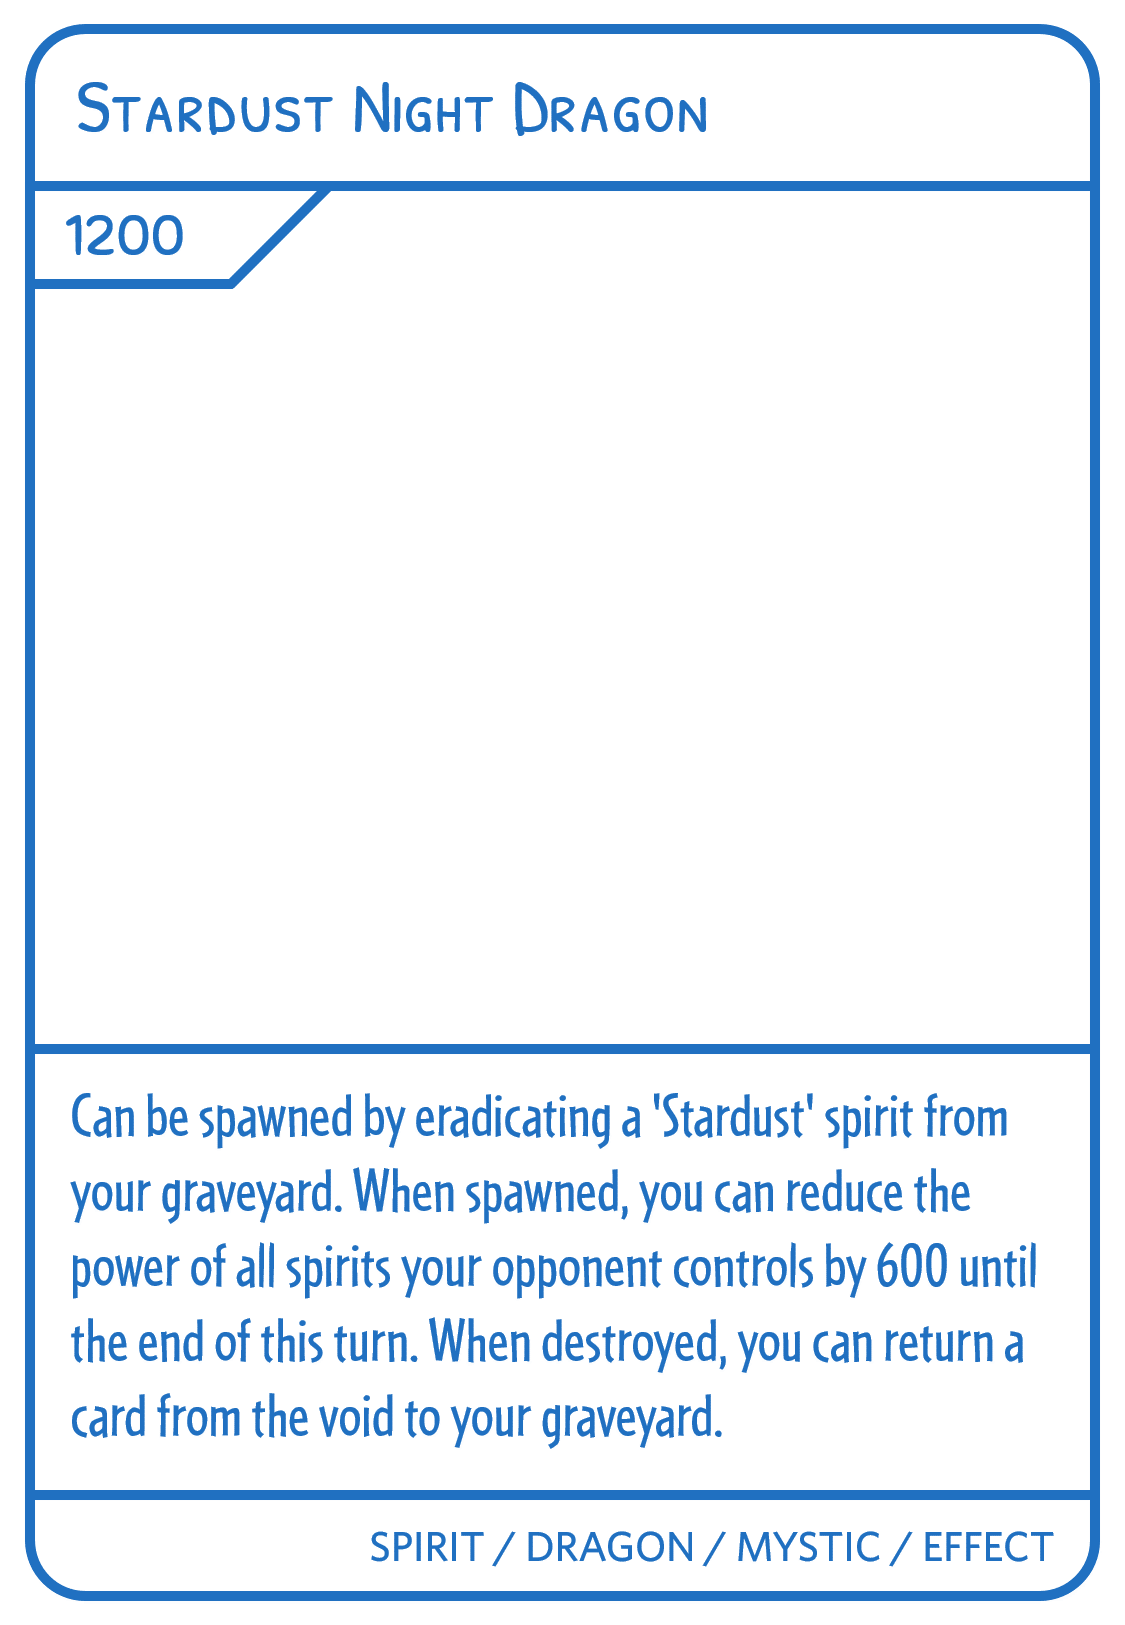 Stardust Night Dragon
1200
Can be spawned by eradicating a 'Stardust' spirit from
your graveyard. When spawned, you can reduce the
power of all spirits your opponent controls by 600 until
the end of this turn. When destroyed, you can return a
card from the void to your graveyard.
SPIRIT / DRAGON / MYSTIC / EFFECT